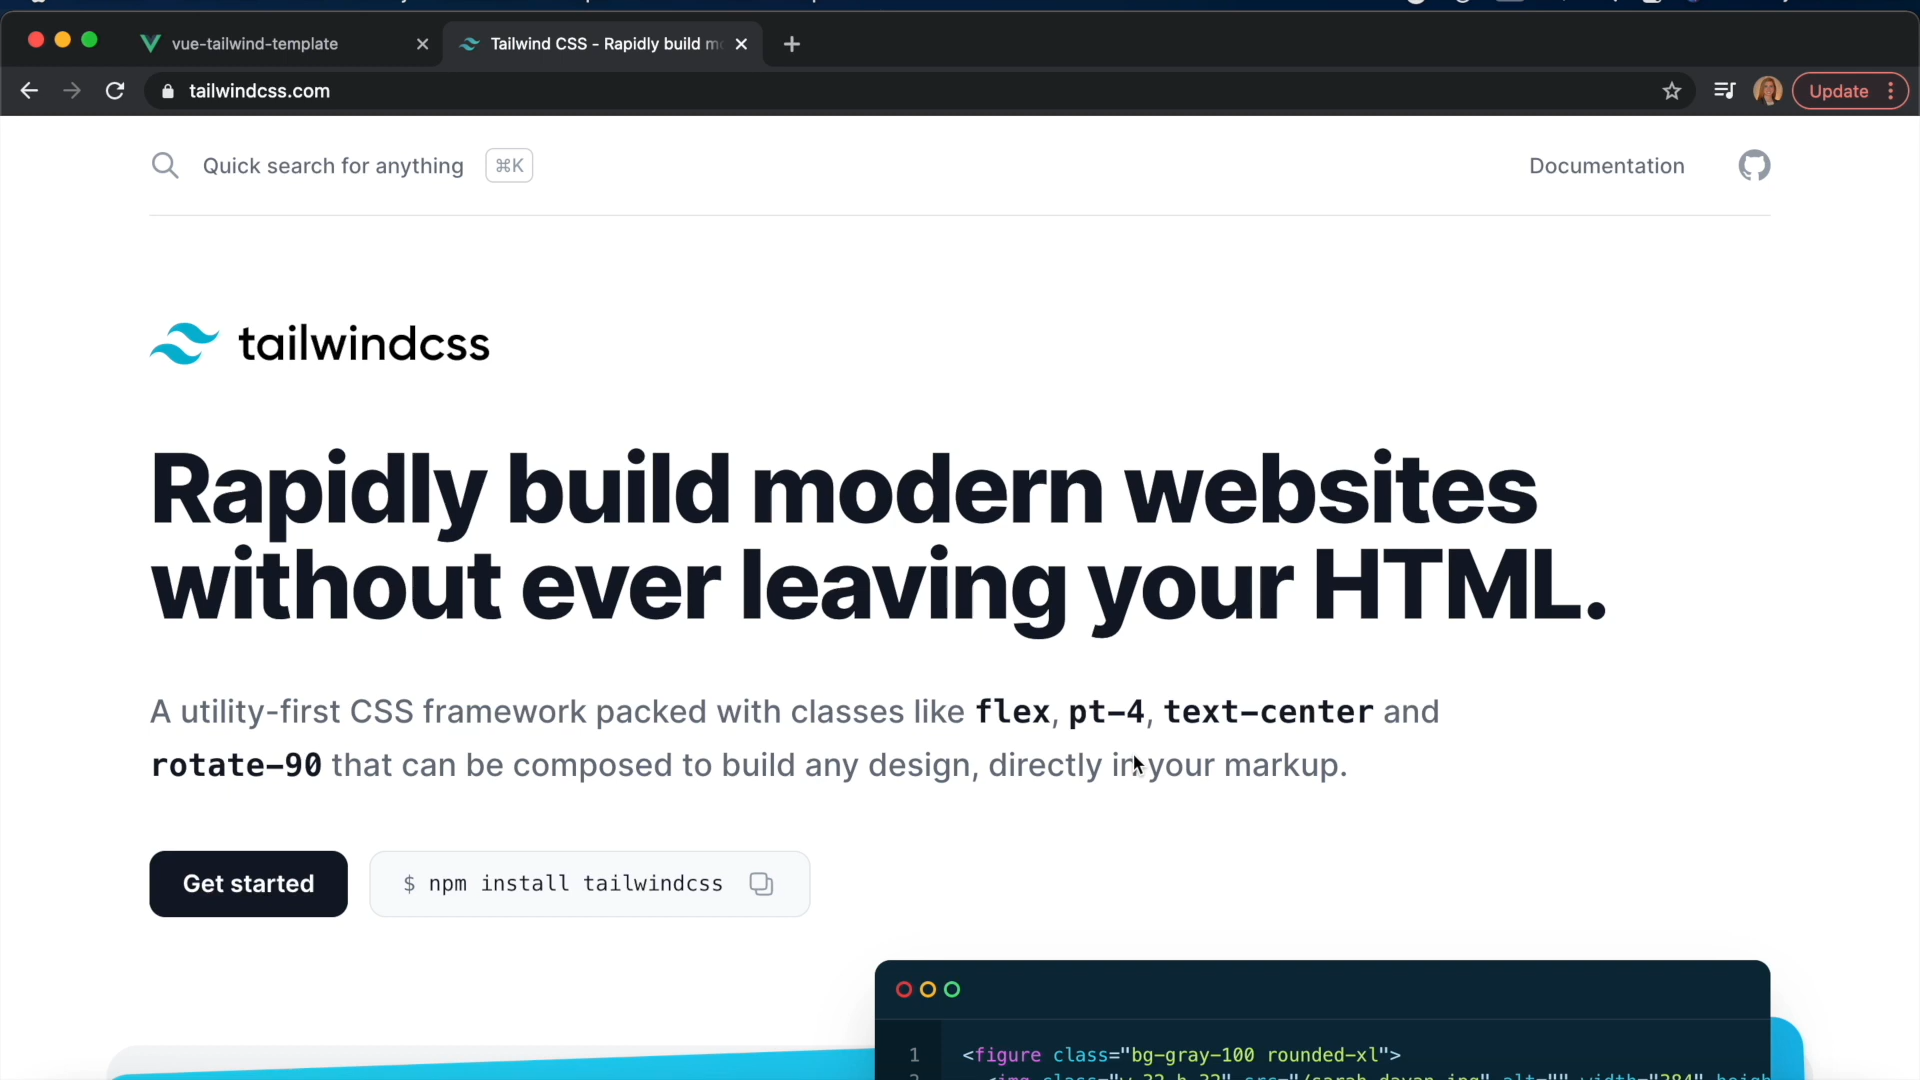 vue-tailwind-template
Tailwind CSS - Rapidly build mo
tailwindcss.com
Update
Quick search for anything ⌘K
Documentation
tailwindcss
Rapidly build modern websites
without ever leaving your HTML.
A utility-first CSS framework packed with classes like flex, pt-4, text-center and
rotate-90 that can be composed to build any design, directly in your markup.
Get started
$ npm install tailwindcss
1 <figure class="bg-gray-100 rounded-xl">